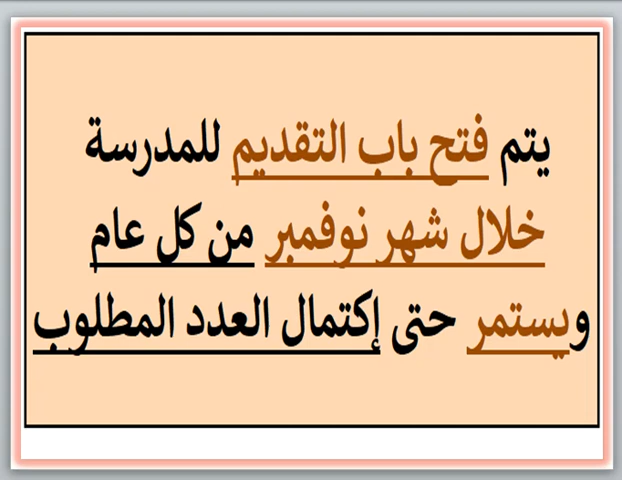 يتم فتح باب التقديم للمدرسة
خلال شهر نوفمبر من كل عام
ويستمر حتى إكتمال العدد المطلوب